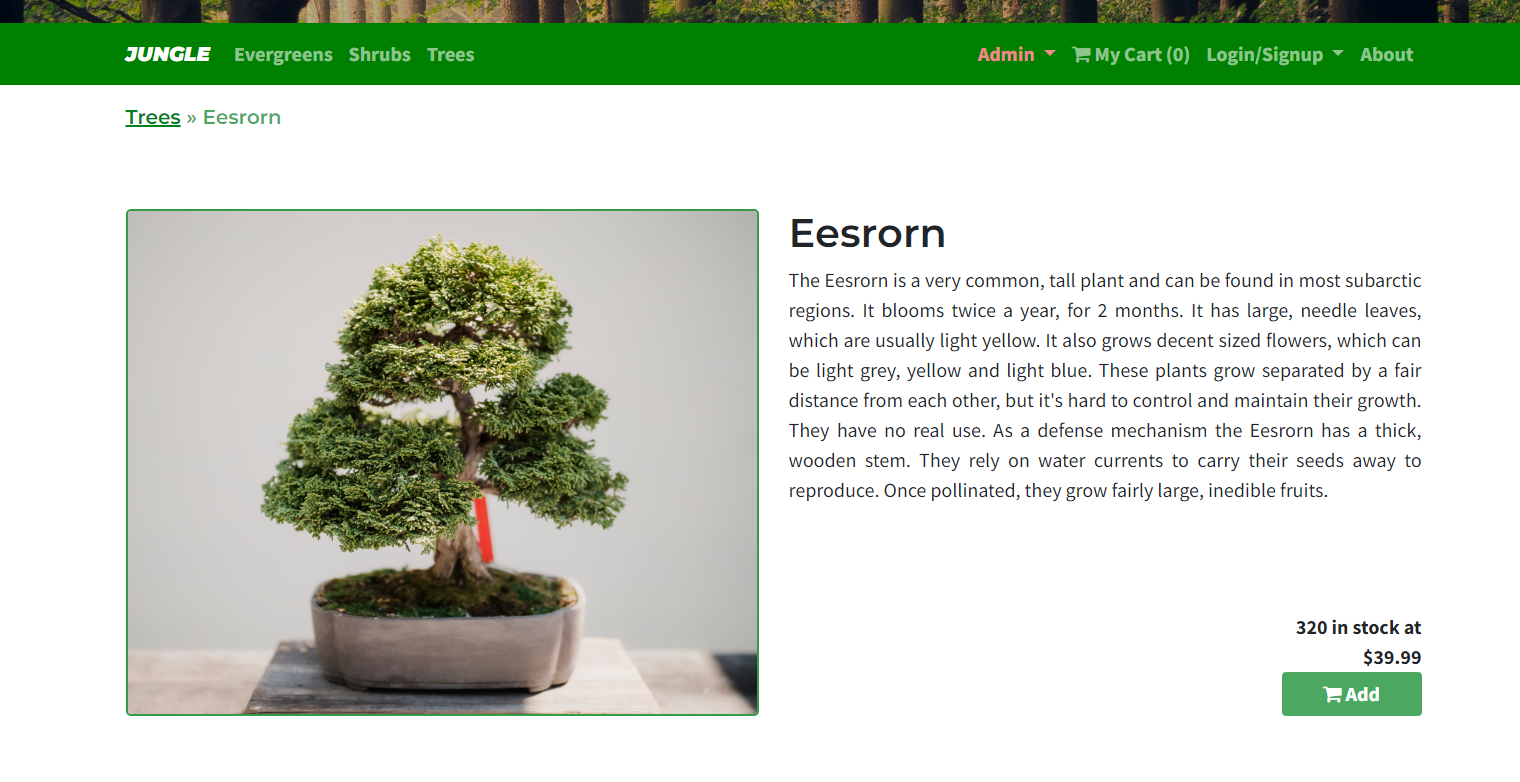 JUNGLE Evergreens Shrubs Trees Admin My Cart (0) Login/Signup About
Trees » Eesrorn
Eesrorn
The Eesrorn is a very common, tall plant and can be found in most subarctic
regions. It blooms twice a year, for 2 months. It has large, needle leaves,
which are usually light yellow. It also grows decent sized flowers, which can
be light grey, yellow and light blue. These plants grow separated by a fair
distance from each other, but it's hard to control and maintain their growth.
They have no real use. As a defense mechanism the Eesrorn has a thick,
wooden stem. They rely on water currents to carry their seeds away to
reproduce. Once pollinated, they grow fairly large, inedible fruits.
320 in stock at
$39.99
Add